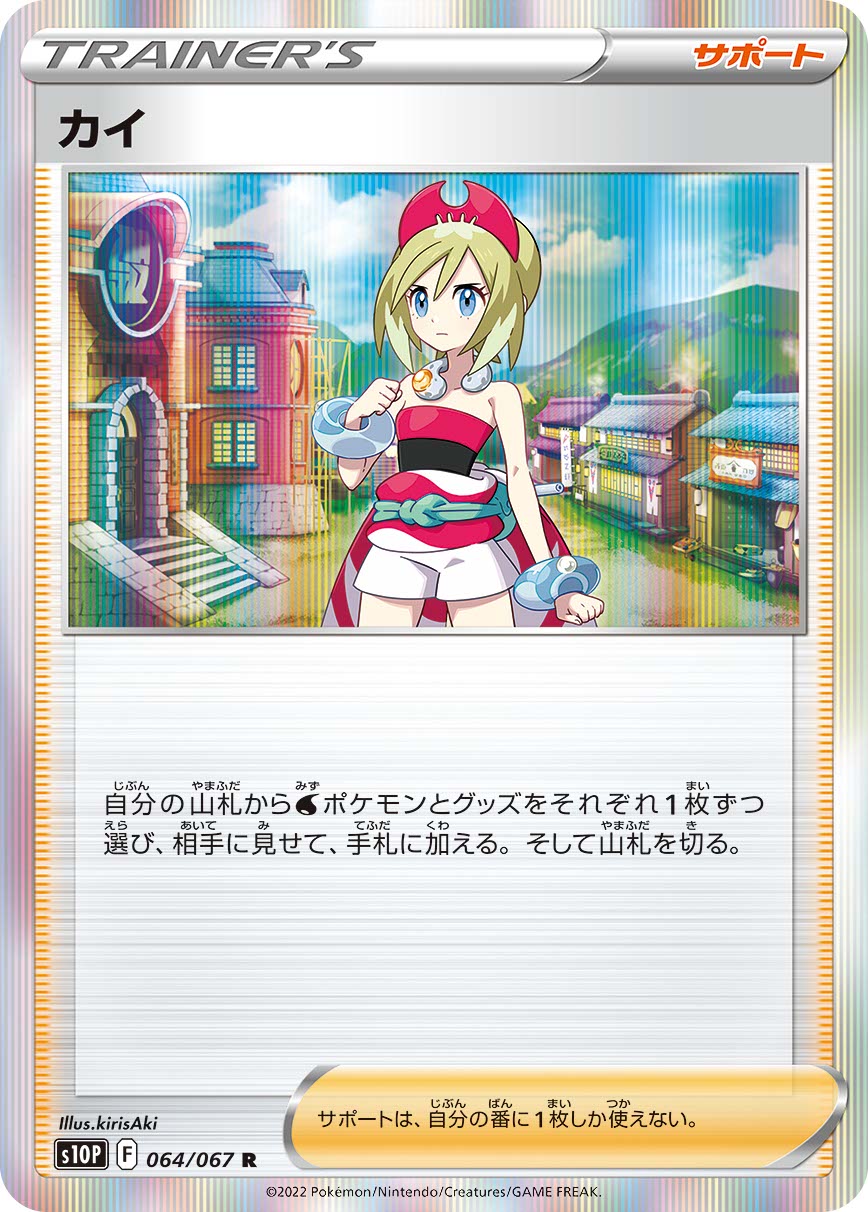 TRAINER'S サポート
カイ
自分の山札からポケモンとグッズをそれぞれ1枚ずつ
選び、相手に見せて、手札に加える。そして山札を切る。
サポートは、自分の番に1枚しか使えない。
Illus.kirisAki
s10P F 064/067 R
©2022 Pokémon/Nintendo/Creatures/GAME FREAK.